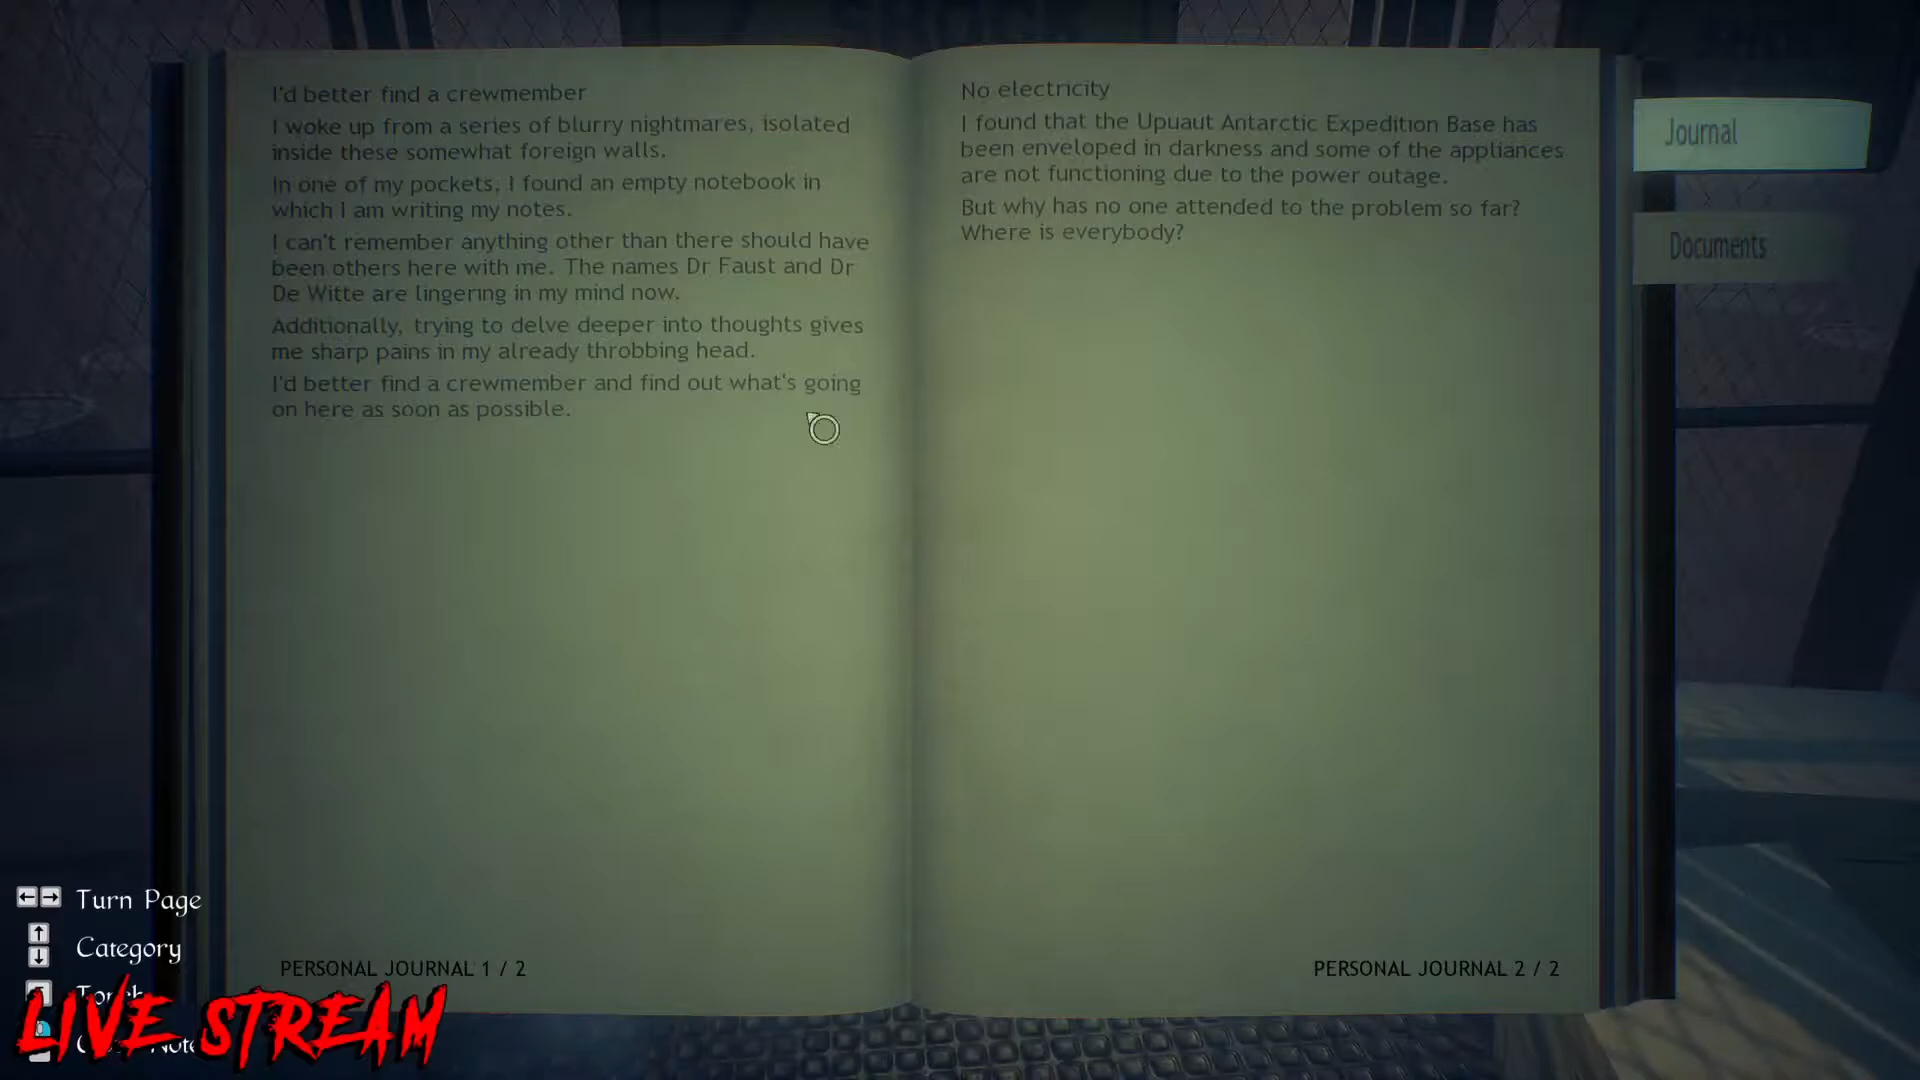 I'd better find a crewmember
I woke up from a series of blurry nightmares, isolated
inside these somewhat foreign walls.
In one of my pockets, I found an empty notebook in
which I am writing my notes.
I can't remember anything other than there should have
been others here with me. The names Dr Faust and Dr
De Witte are lingering in my mind now.
Additionally, trying to delve deeper into thoughts gives
me sharp pains in my already throbbing head.
I'd better find a crewmember and find out what's going
on here as soon as possible.
PERSONAL JOURNAL 1 / 2
No electricity
I found that the Upuaut Antarctic Expedition Base has
been enveloped in darkness and some of the appliances
are not functioning due to the power outage.
But why has no one attended to the problem so far?
Where is everybody?
PERSONAL JOURNAL 2 / 2
Journal
Documents
Turn Page
Category
Torch
LIVE STREAM